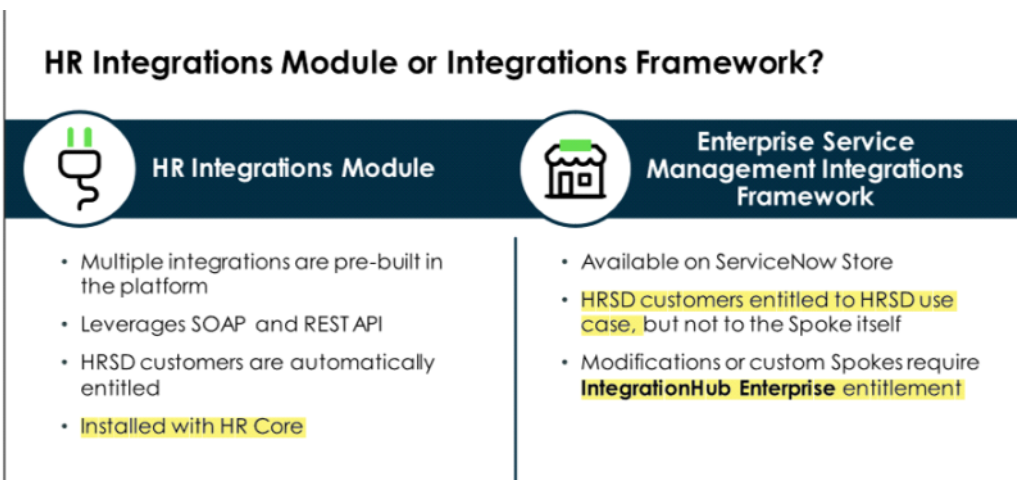 HR Integrations Module or Integrations Framework?
HR Integrations Module
• Multiple integrations are pre-built in
the platform
• Leverages SOAP and REST API
• HRSD customers are automatically
entitled
• Installed with HR Core
Enterprise Service
Management Integrations
Framework
• Available on ServiceNow Store
• HRSD customers entitled to HRSD use
case, but not to the Spoke itself
• Modifications or custom Spokes require
IntegrationHub Enterprise entitlement